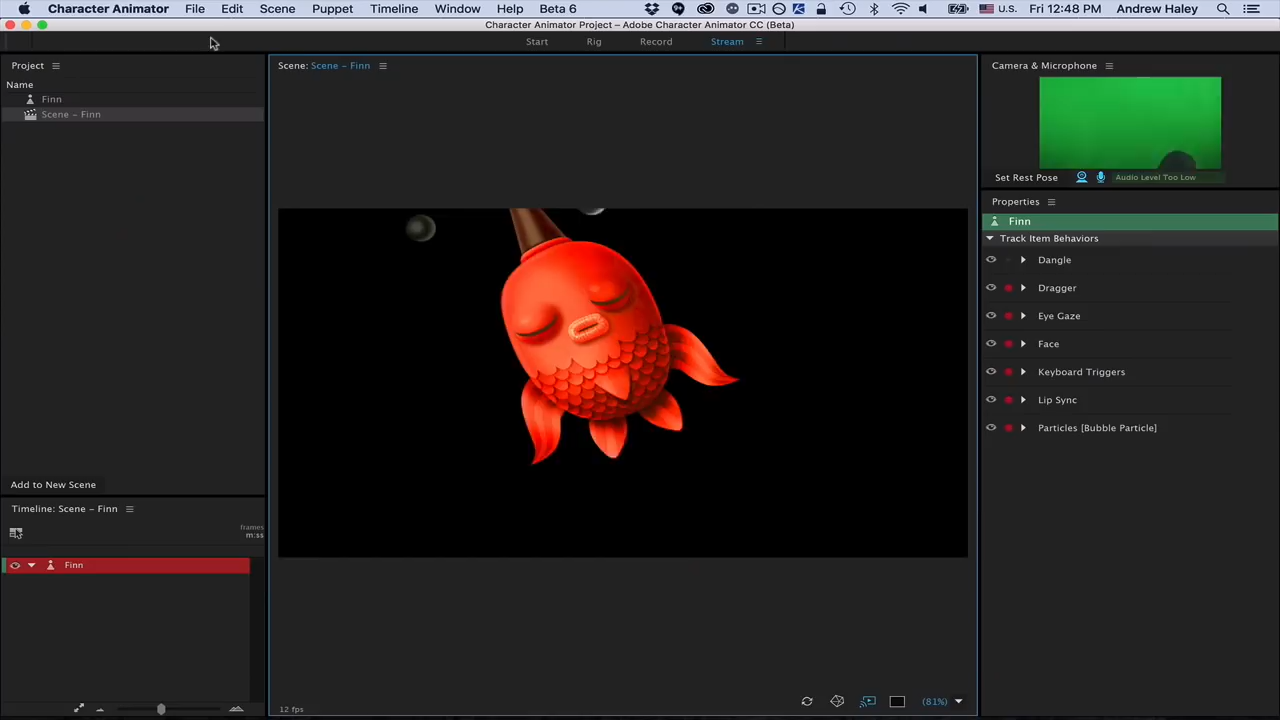 Character Animator File Edit Scene Puppet Timeline Window Help Beta 6 U.S. Fri 12:48 PM Andrew Haley
Character Animator Project – Adobe Character Animator CC (Beta)
Start Rig Record Stream
Project
Scene: Scene – Finn
Camera & Microphone
Name
Finn
Scene – Finn
Set Rest Pose Audio Level Too Low
Properties
Finn
Track Item Behaviors
Dangle
Dragger
Eye Gaze
Face
Keyboard Triggers
Lip Sync
Particles [Bubble Particle]
Add to New Scene
Timeline: Scene – Finn
frames
m:ss
Finn
12 fps
(81%)